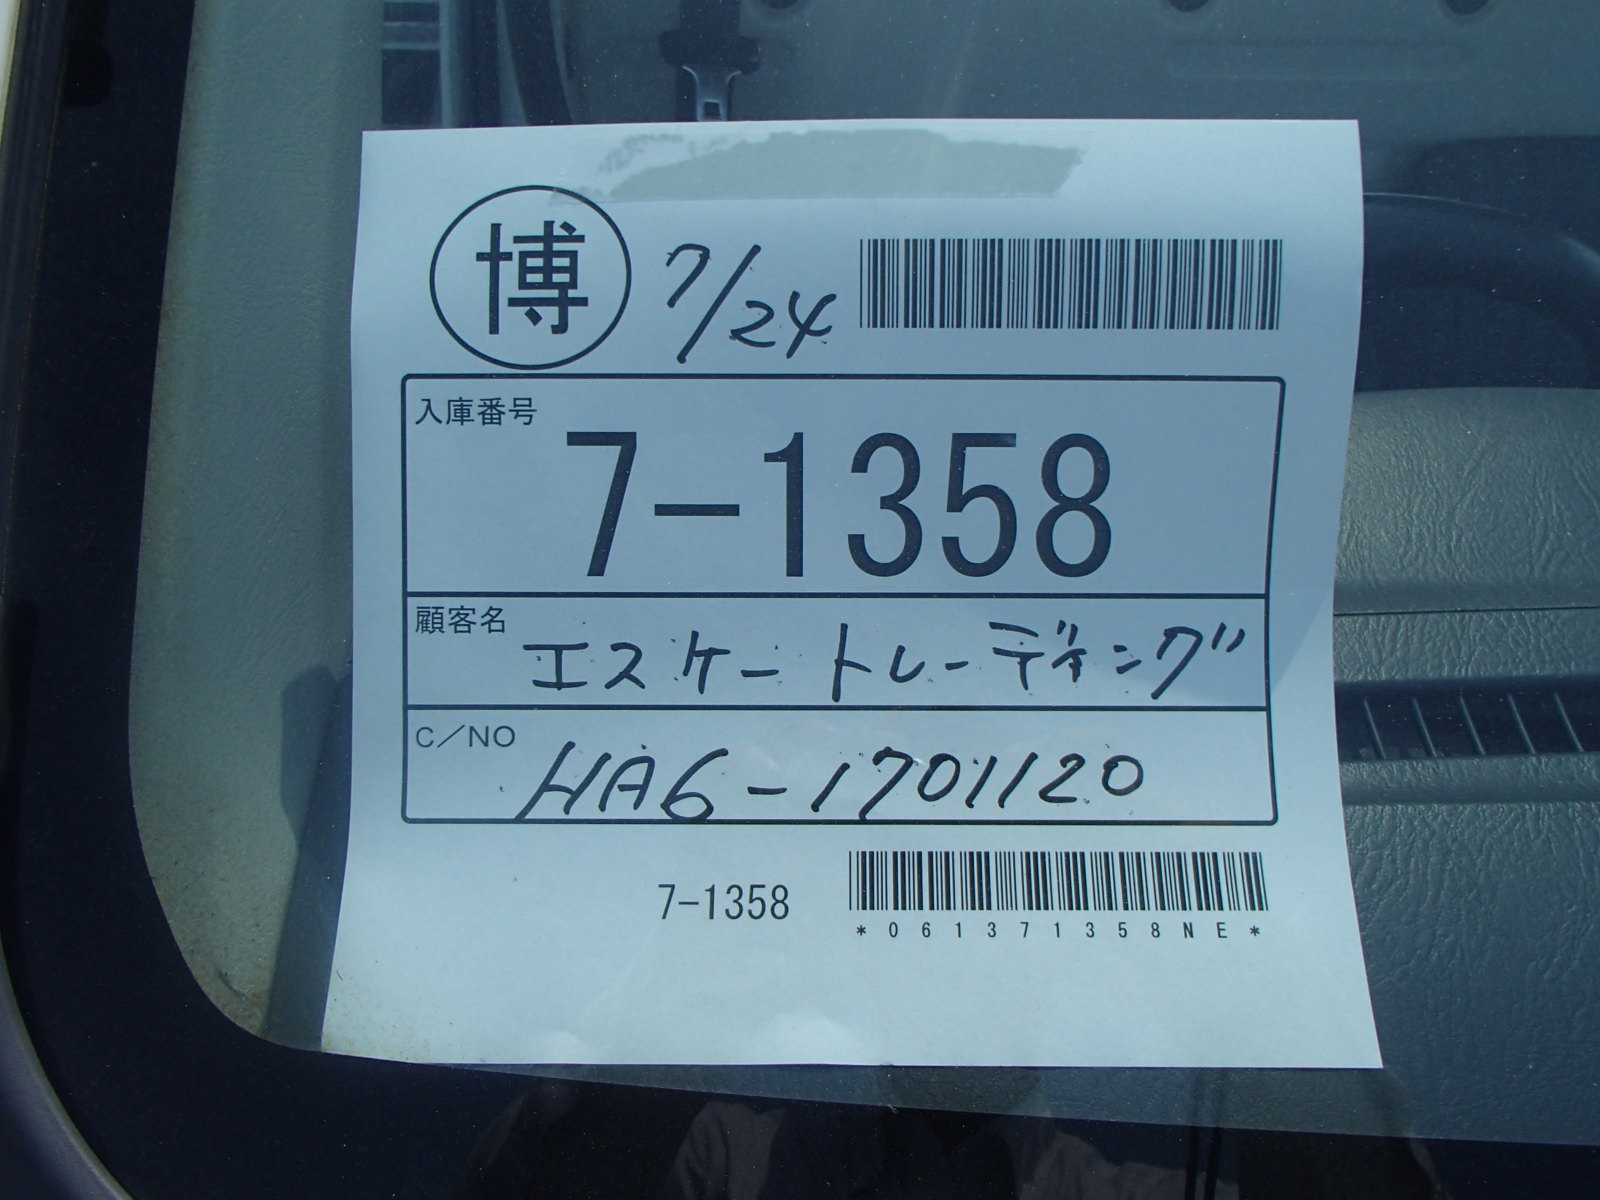 博 7/24
入庫番号
7-1358
顧客名
エスケートレーディング
C/NO
HA6-1701120
7-1358
*061371358NE*